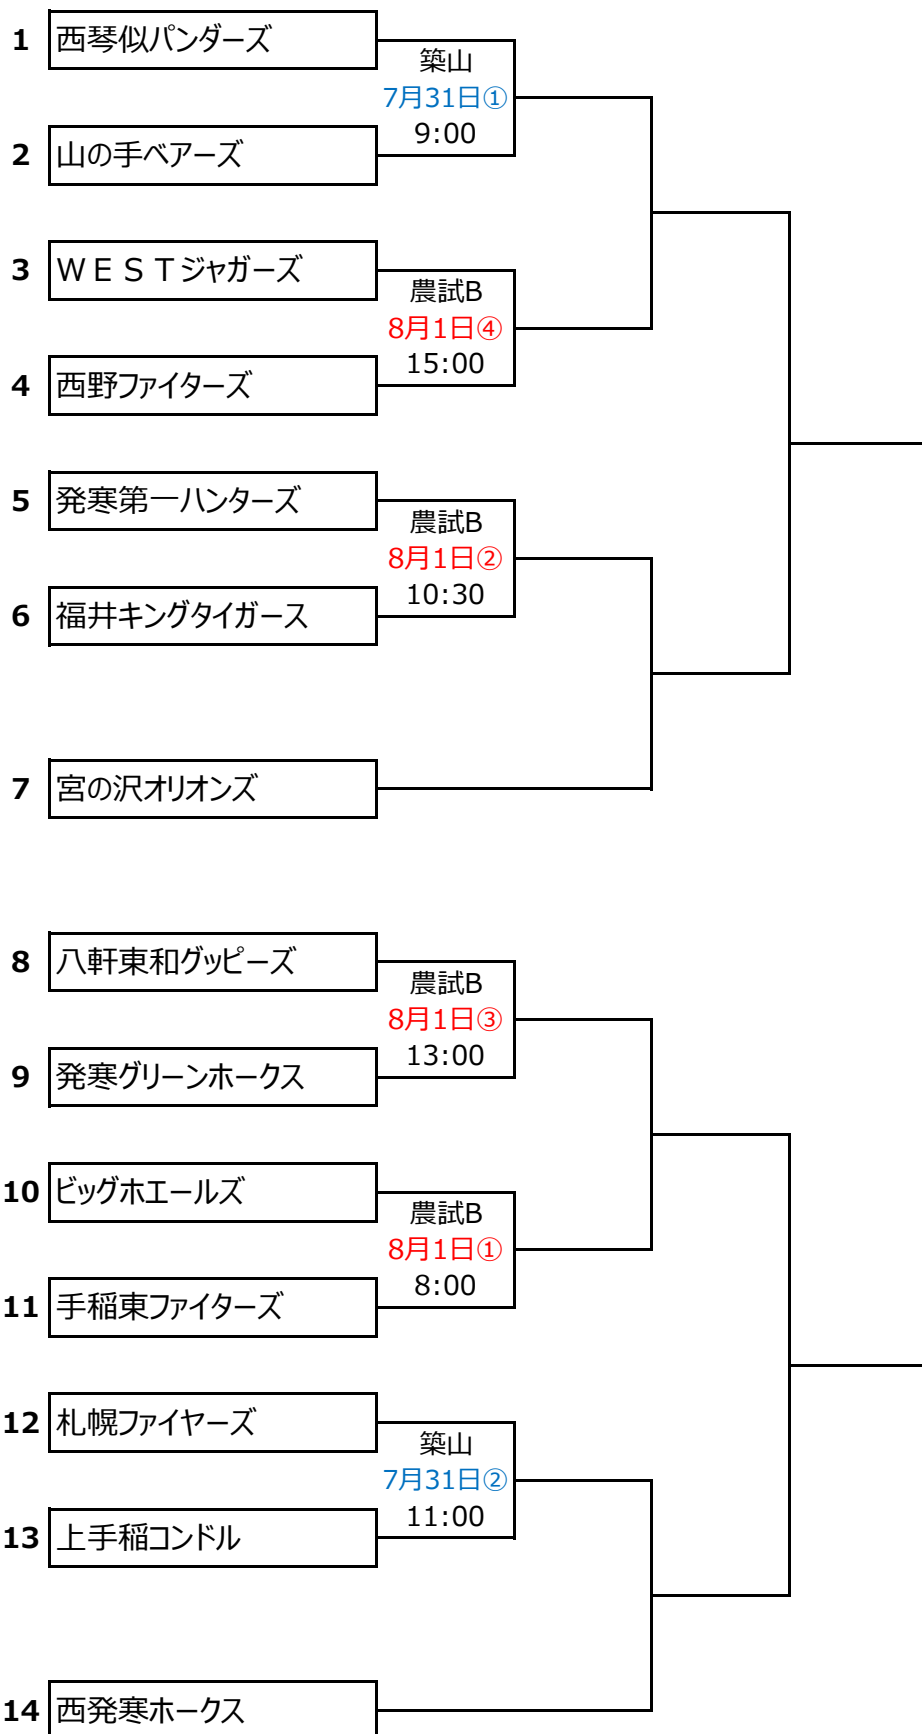 1 西琴似パンダーズ
築山
7月31日①
9:00
2 山の手ベアーズ
3 ＷＥＳＴジャガーズ
農試B
8月1日④
15:00
4 西野ファイターズ
5 発寒第一ハンターズ
農試B
8月1日②
10:30
6 福井キングタイガース
7 宮の沢オリオンズ
8 八軒東和グッピーズ
農試B
8月1日③
13:00
9 発寒グリーンホークス
10 ビッグホエールズ
農試B
8月1日①
8:00
11 手稲東ファイターズ
12 札幌ファイヤーズ
築山
7月31日②
11:00
13 上手稲コンドル
14 西発寒ホークス